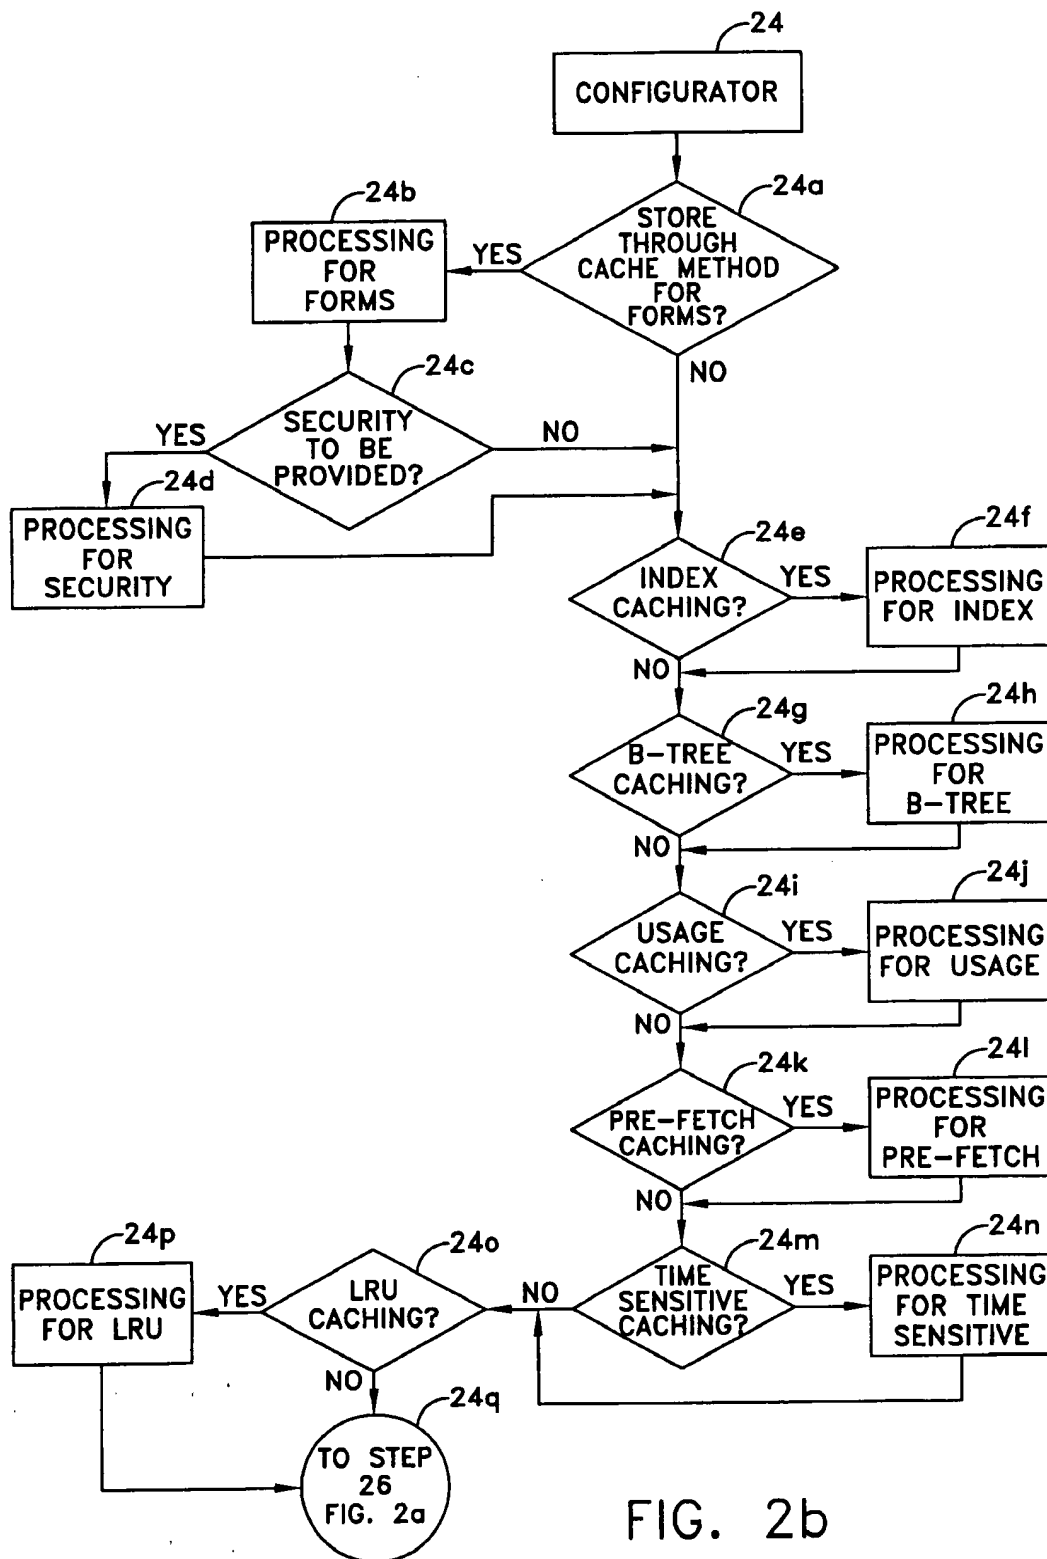 24
CONFIGURATOR
24a
STORE
THROUGH
CACHE METHOD
FOR
FORMS?
YES
NO
24b
PROCESSING
FOR
FORMS
24c
SECURITY
TO BE
PROVIDED?
YES
NO
24d
PROCESSING
FOR
SECURITY
24e
INDEX
CACHING?
YES
NO
24f
PROCESSING
FOR INDEX
24g
B-TREE
CACHING?
YES
NO
24h
PROCESSING
FOR
B-TREE
24i
USAGE
CACHING?
YES
NO
24j
PROCESSING
FOR USAGE
24k
PRE-FETCH
CACHING?
YES
NO
24l
PROCESSING
FOR
PRE-FETCH
24m
TIME
SENSITIVE
CACHING?
YES
NO
24n
PROCESSING
FOR TIME
SENSITIVE
24o
LRU
CACHING?
YES
NO
24p
PROCESSING
FOR LRU
24q
TO STEP
26
FIG. 2a
FIG. 2b